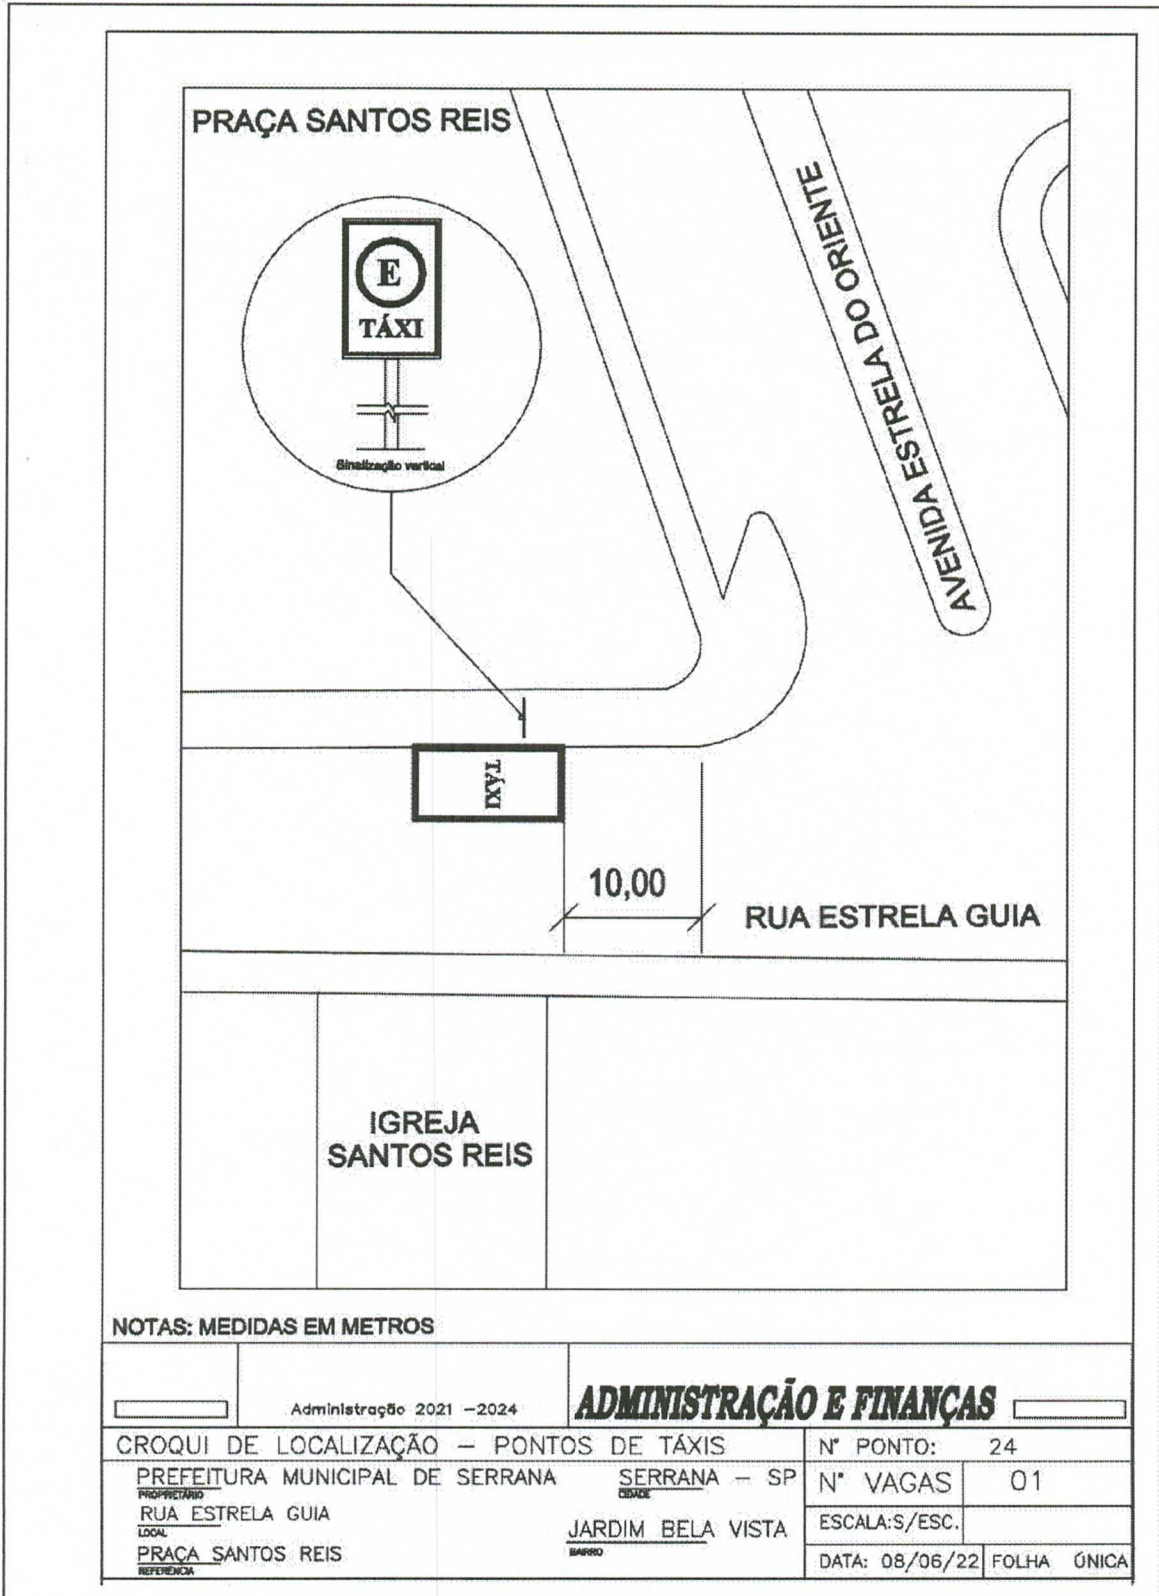 PRAÇA SANTOS REIS
E
TÁXI
Sinalização vertical
AVENIDA ESTRELA DO ORIENTE
TÁXI
10,00
RUA ESTRELA GUIA
IGREJA
SANTOS REIS
NOTAS: MEDIDAS EM METROS
Administração 2021 -2024
ADMINISTRAÇÃO E FINANÇAS
CROQUI DE LOCALIZAÇÃO - PONTOS DE TÁXIS
N° PONTO: 24
PREFEITURA MUNICIPAL DE SERRANA SERRANA - SP
PROPRIETÁRIO CIDADE
N° VAGAS 01
RUA ESTRELA GUIA
LOCAL
JARDIM BELA VISTA
BAIRRO
ESCALA:S/ESC.
PRAÇA SANTOS REIS
REFERÊNCIA
DATA: 08/06/22 FOLHA ÚNICA